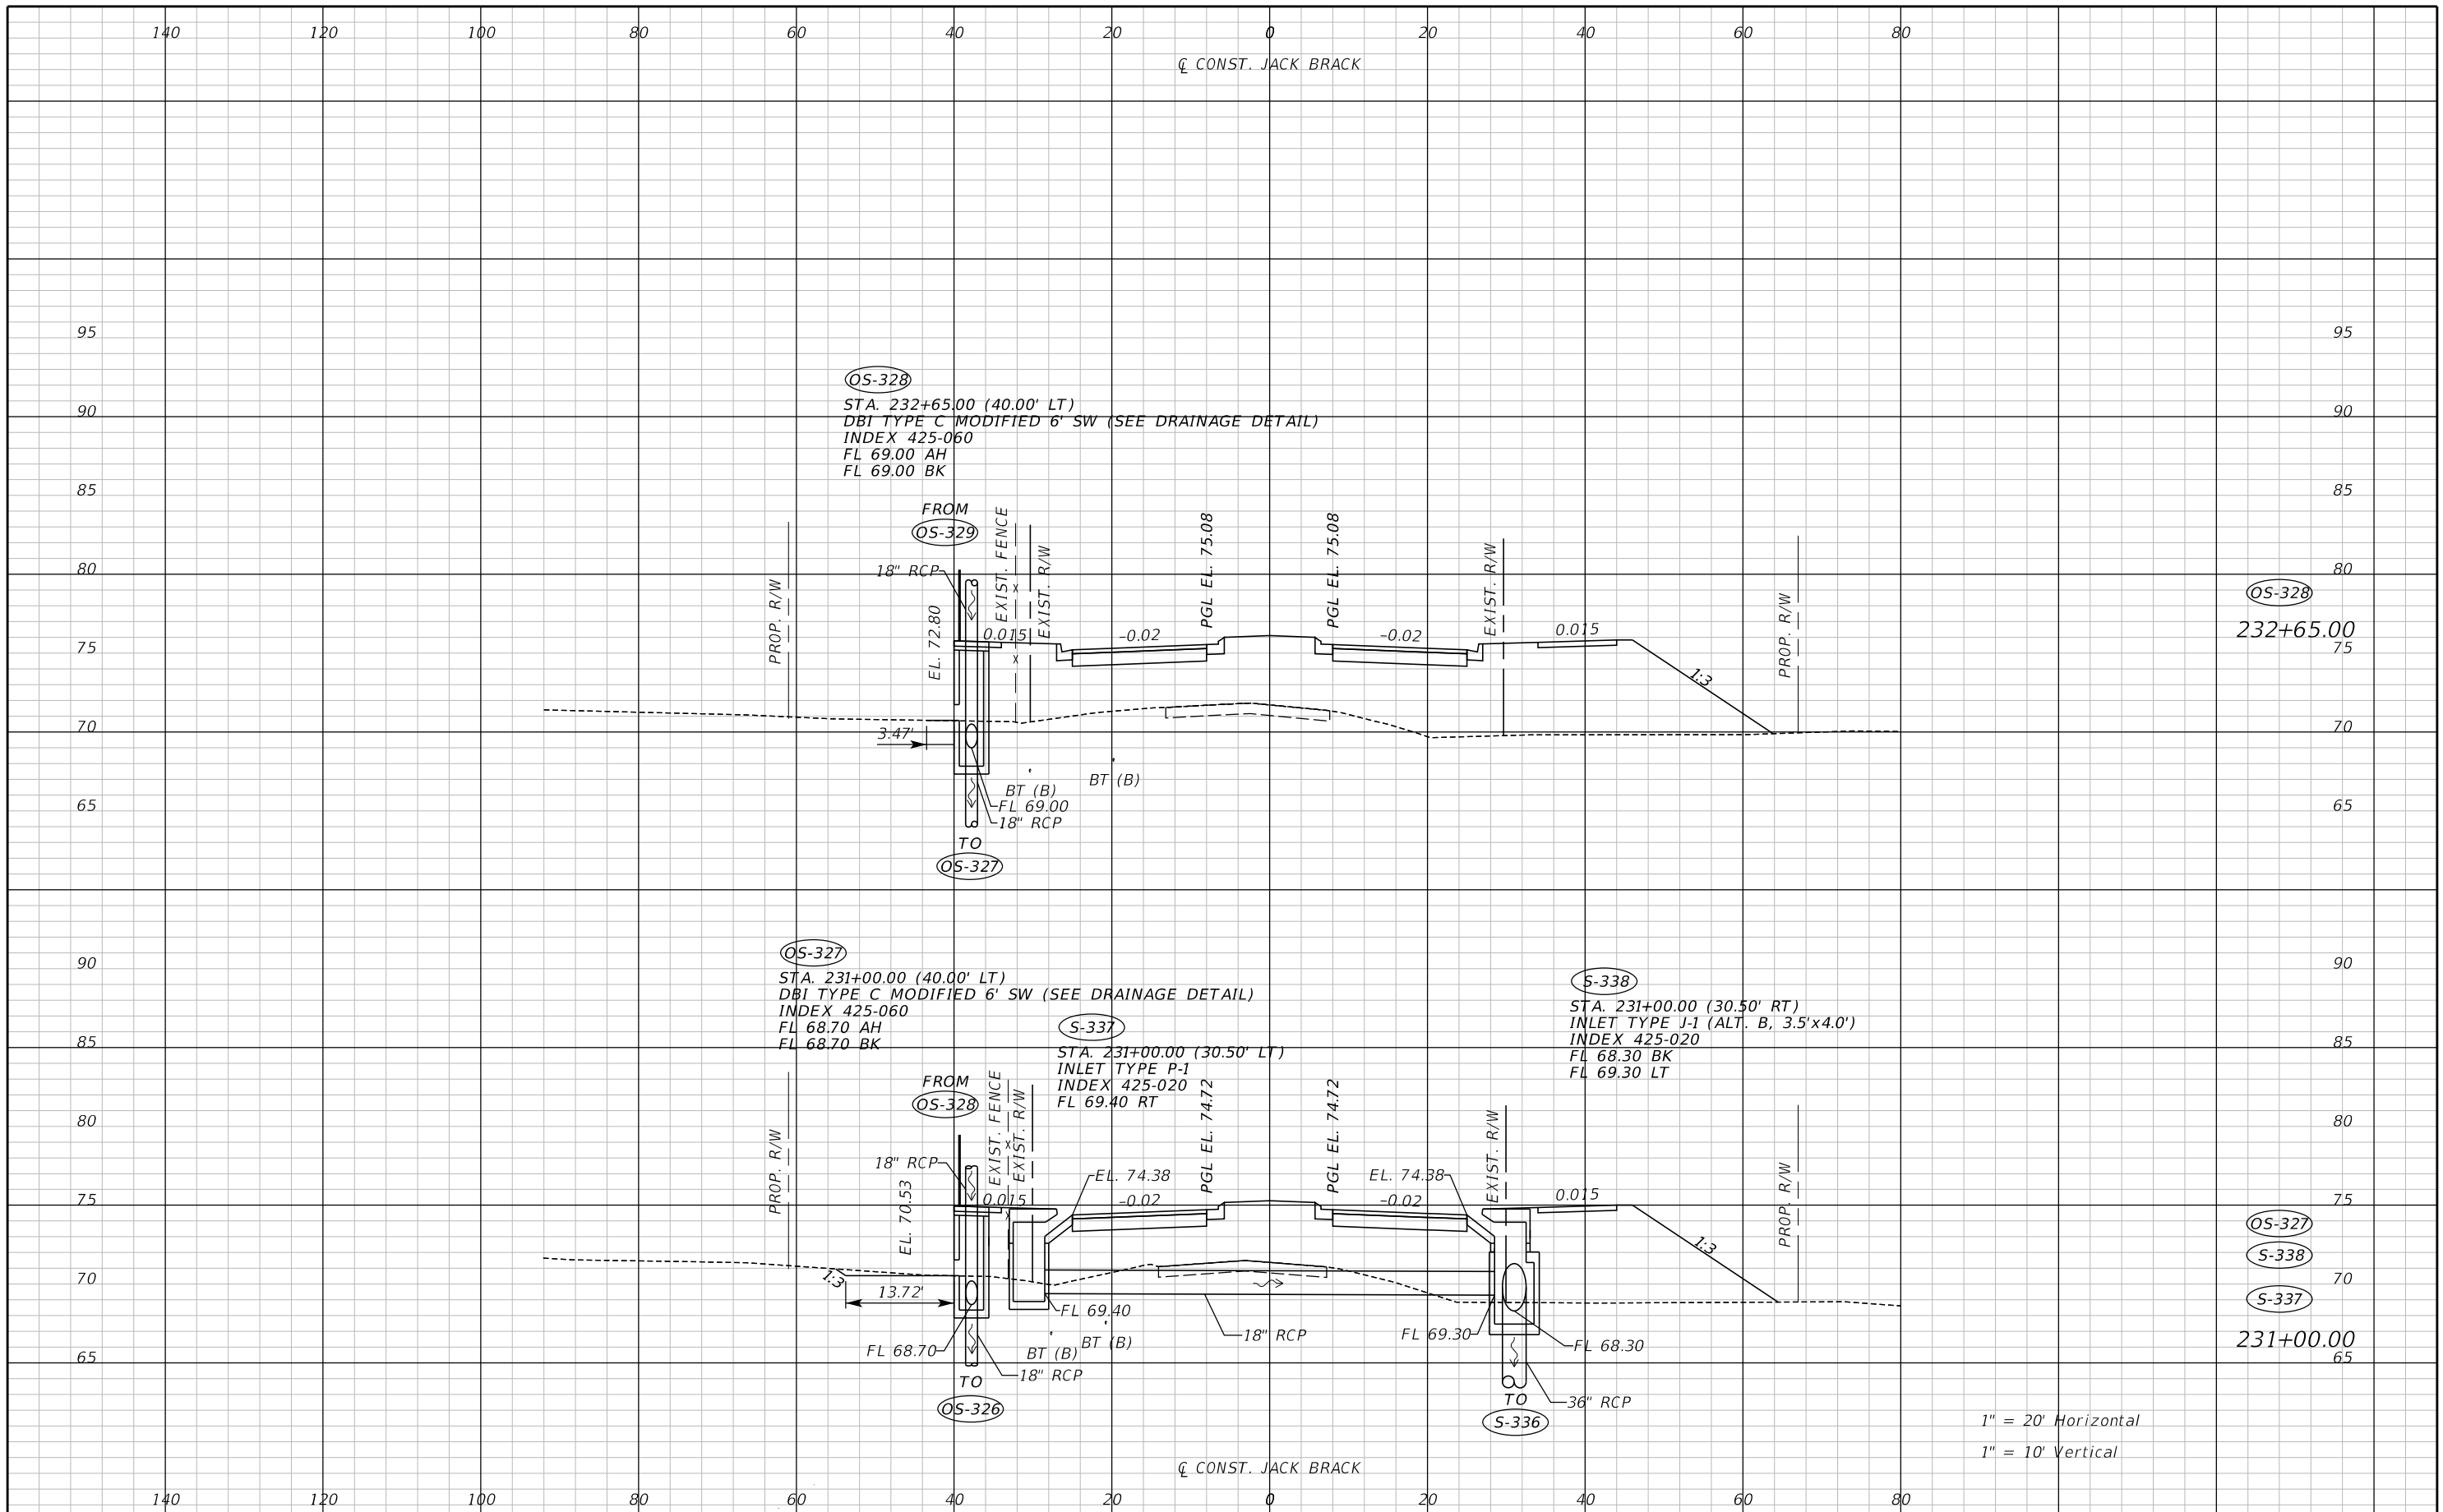 140 120 100 80 60 40 20 0 20 40 60 80
℄ CONST. JACK BRACK
95 95
OS-328
STA. 232+65.00 (40.00' LT)
90 90
DBI TYPE C MODIFIED 6' SW (SEE DRAINAGE DETAIL)
INDEX 425-060
FL 69.00 AH
FL 69.00 BK
85 85
FROM
OS-329
EXIST. FENCE
EXIST. R/W
PGL EL. 75.08
PGL EL. 75.08
EXIST. R/W
80 80
18" RCP
PROP. R/W
EL. 72.80
PROP. R/W
OS-328
232+65.00
0.015 -0.02 -0.02 0.015
75 75
1:3
70 70
3.47'
BT (B)
BT (B)
65 65
FL 69.00
18" RCP
TO
OS-327
90 90
OS-327
STA. 231+00.00 (40.00' LT)
DBI TYPE C MODIFIED 6' SW (SEE DRAINAGE DETAIL)
INDEX 425-060
FL 68.70 AH
FL 68.70 BK
S-337
STA. 231+00.00 (30.50' LT)
INLET TYPE P-1
INDEX 425-020
FL 69.40 RT
S-338
STA. 231+00.00 (30.50' RT)
INLET TYPE J-1 (ALT. B, 3.5'x4.0')
INDEX 425-020
FL 68.30 BK
FL 69.30 LT
85 85
FROM
OS-328
EXIST. FENCE
EXIST. R/W
PGL EL. 74.72
PGL EL. 74.72
EXIST. R/W
80 80
18" RCP
PROP. R/W
EL. 70.53
EL. 74.38
EL. 74.38
PROP. R/W
75 75
0.015 -0.02 -0.02 0.015
OS-327
S-338
S-337
231+00.00
1:3
1:3
70 70
13.72'
FL 69.40
18" RCP
FL 69.30
FL 68.30
FL 68.70
BT (B)
BT (B)
65 65
18" RCP
TO
OS-326
36" RCP
TO
S-336
1" = 20' Horizontal
1" = 10' Vertical
℄ CONST. JACK BRACK
140 120 100 80 60 40 20 0 20 40 60 80